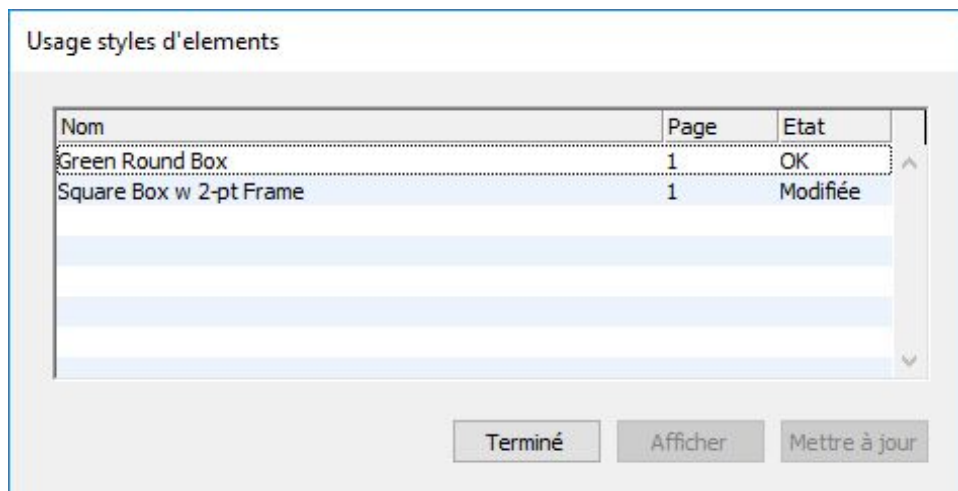 Usage styles d'elements
Nom Page Etat
Green Round Box 1 OK
Square Box w 2-pt Frame 1 Modifiée
Terminé Afficher Mettre à jour